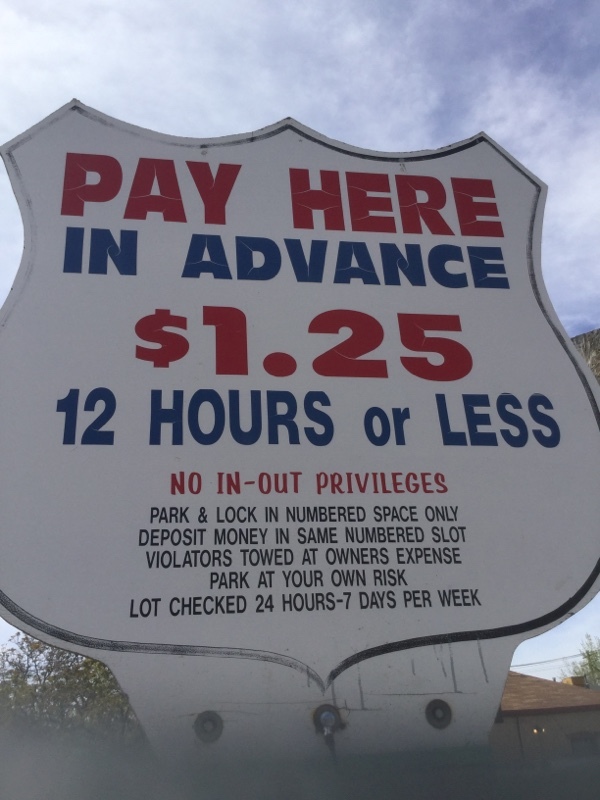 PAY HERE
IN ADVANCE
$1.25
12 HOURS or LESS
NO IN-OUT PRIVILEGES
PARK & LOCK IN NUMBERED SPACE ONLY
DEPOSIT MONEY IN SAME NUMBERED SLOT
VIOLATORS TOWED AT OWNERS EXPENSE
PARK AT YOUR OWN RISK
LOT CHECKED 24 HOURS-7 DAYS PER WEEK